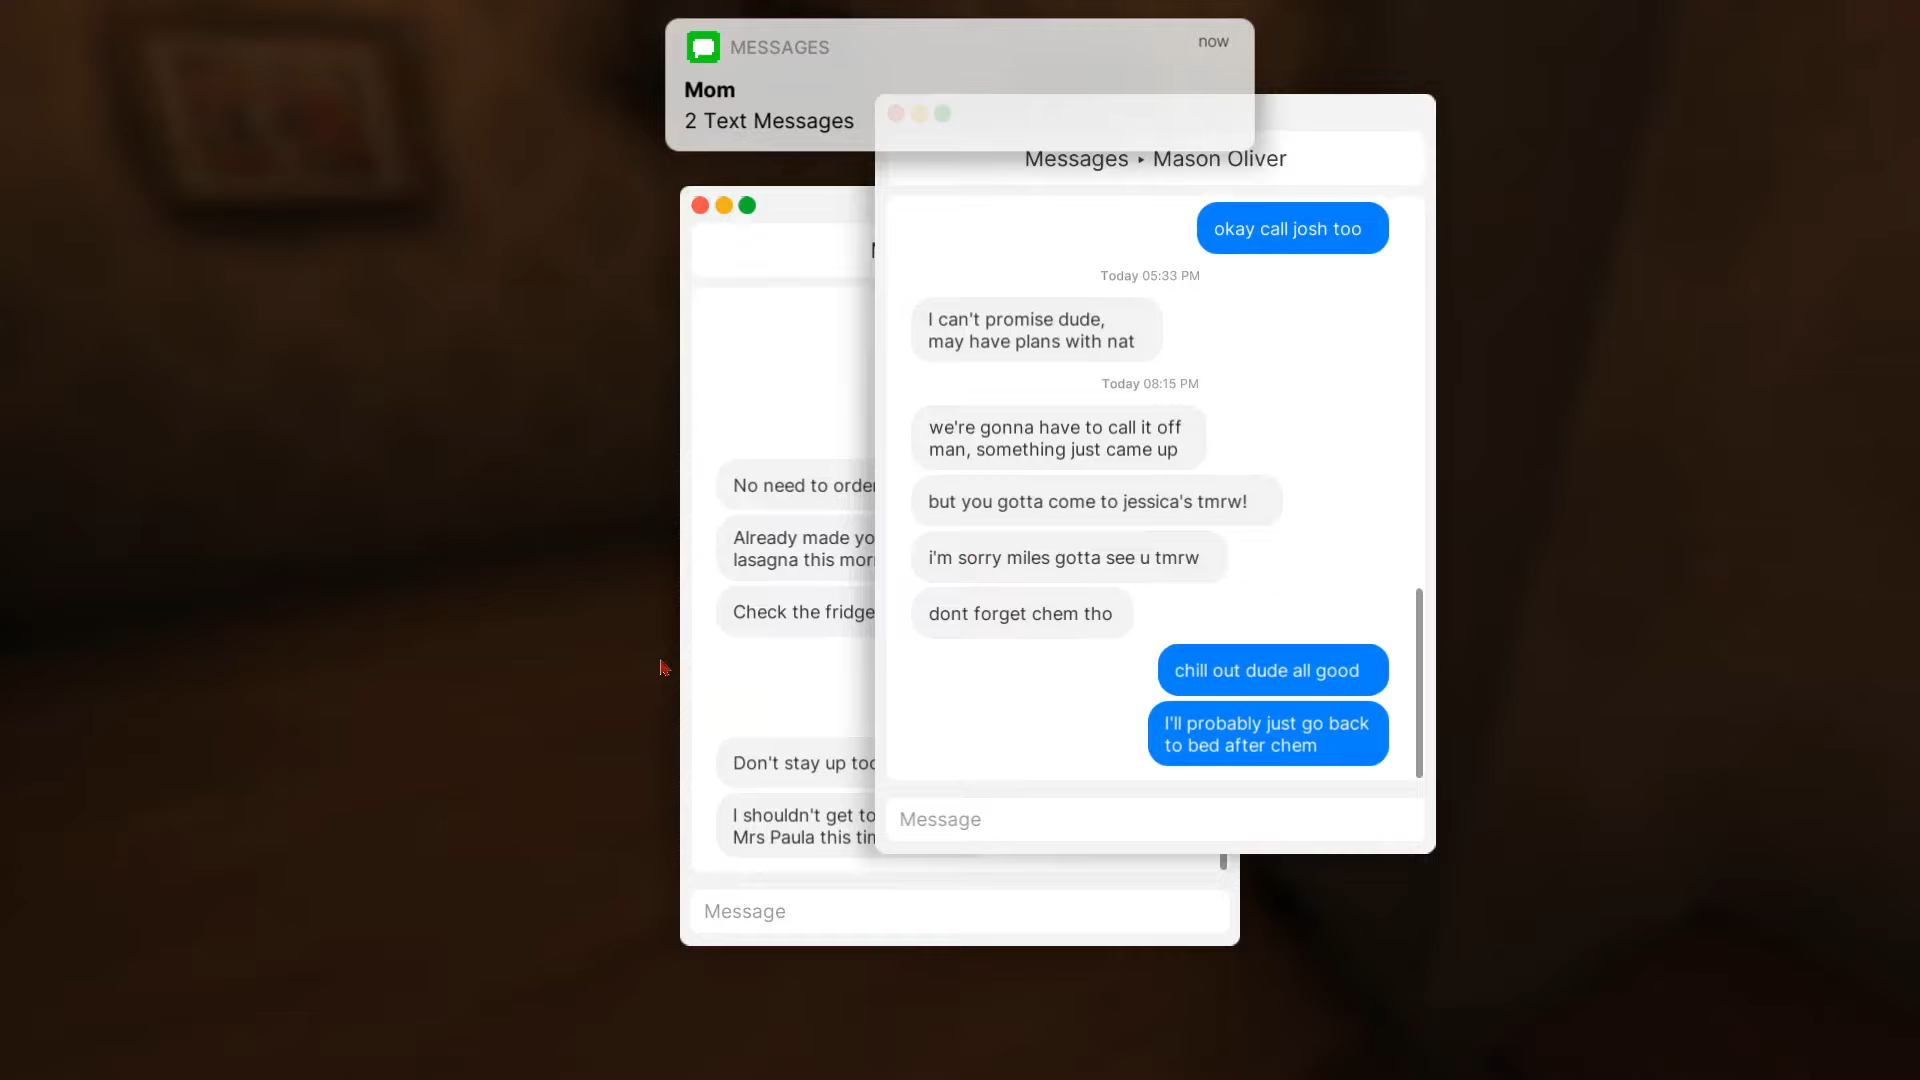 MESSAGES
now
Mom
2 Text Messages
Messages ‣ Mason Oliver
okay call josh too
Today 05:33 PM
I can't promise dude,
may have plans with nat
Today 08:15 PM
we're gonna have to call it off
man, something just came up
but you gotta come to jessica's tmrw!
i'm sorry miles gotta see u tmrw
dont forget chem tho
chill out dude all good
I'll probably just go back
to bed after chem
Message
No need to order
Already made yo
lasagna this mor
Check the fridge
Don't stay up too
I shouldn't get to
Mrs Paula this tim
Message